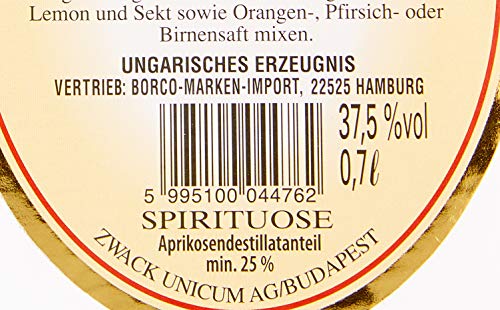 Lemon und Sekt sowie Orangen-, Pfirsich- oder
Birnensaft mixen.
UNGARISCHES ERZEUGNIS
VERTRIEB: BORCO-MARKEN-IMPORT, 22525 HAMBURG
37,5 %vol
0,7ℓ
5 995100 044762
SPIRITUOSE
Aprikosendestillatanteil
min. 25 %
ZWACK UNICUM AG/BUDAPEST